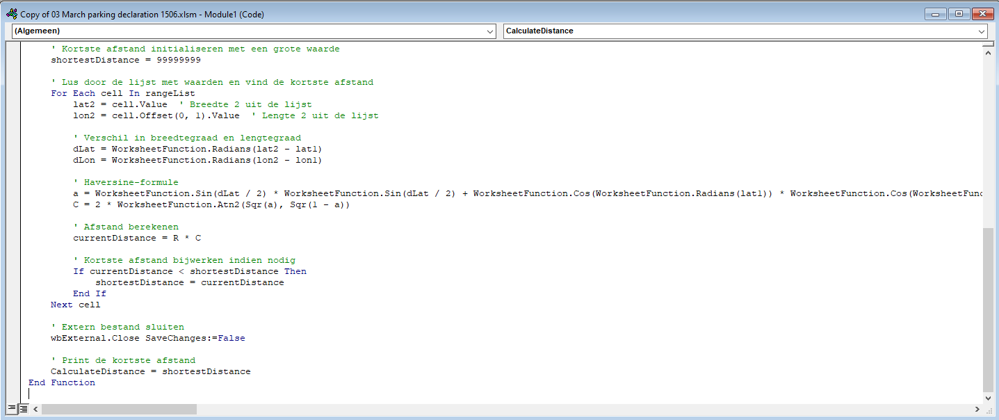 Copy of 03 March parking declaration 1506.xlsm - Module1 (Code)
(Algemeen)
CalculateDistance
' Kortste afstand initialiseren met een grote waarde
shortestDistance = 99999999
' Lus door de lijst met waarden en vind de kortste afstand
For Each cell In rangeList
lat2 = cell.Value  ' Breedte 2 uit de lijst
lon2 = cell.Offset(0, 1).Value  ' Lengte 2 uit de lijst
' Verschil in breedtegraad en lengtegraad
dLat = WorksheetFunction.Radians(lat2 - lat1)
dLon = WorksheetFunction.Radians(lon2 - lon1)
' Haversine-formule
a = WorksheetFunction.Sin(dLat / 2) * WorksheetFunction.Sin(dLat / 2) + WorksheetFunction.Cos(WorksheetFunction.Radians(lat1)) * WorksheetFunction.Cos(WorksheetFunc
C = 2 * WorksheetFunction.Atn2(Sqr(a), Sqr(1 - a))
' Afstand berekenen
currentDistance = R * C
' Kortste afstand bijwerken indien nodig
If currentDistance < shortestDistance Then
shortestDistance = currentDistance
End If
Next cell
' Extern bestand sluiten
wbExternal.Close SaveChanges:=False
' Print de kortste afstand
CalculateDistance = shortestDistance
End Function